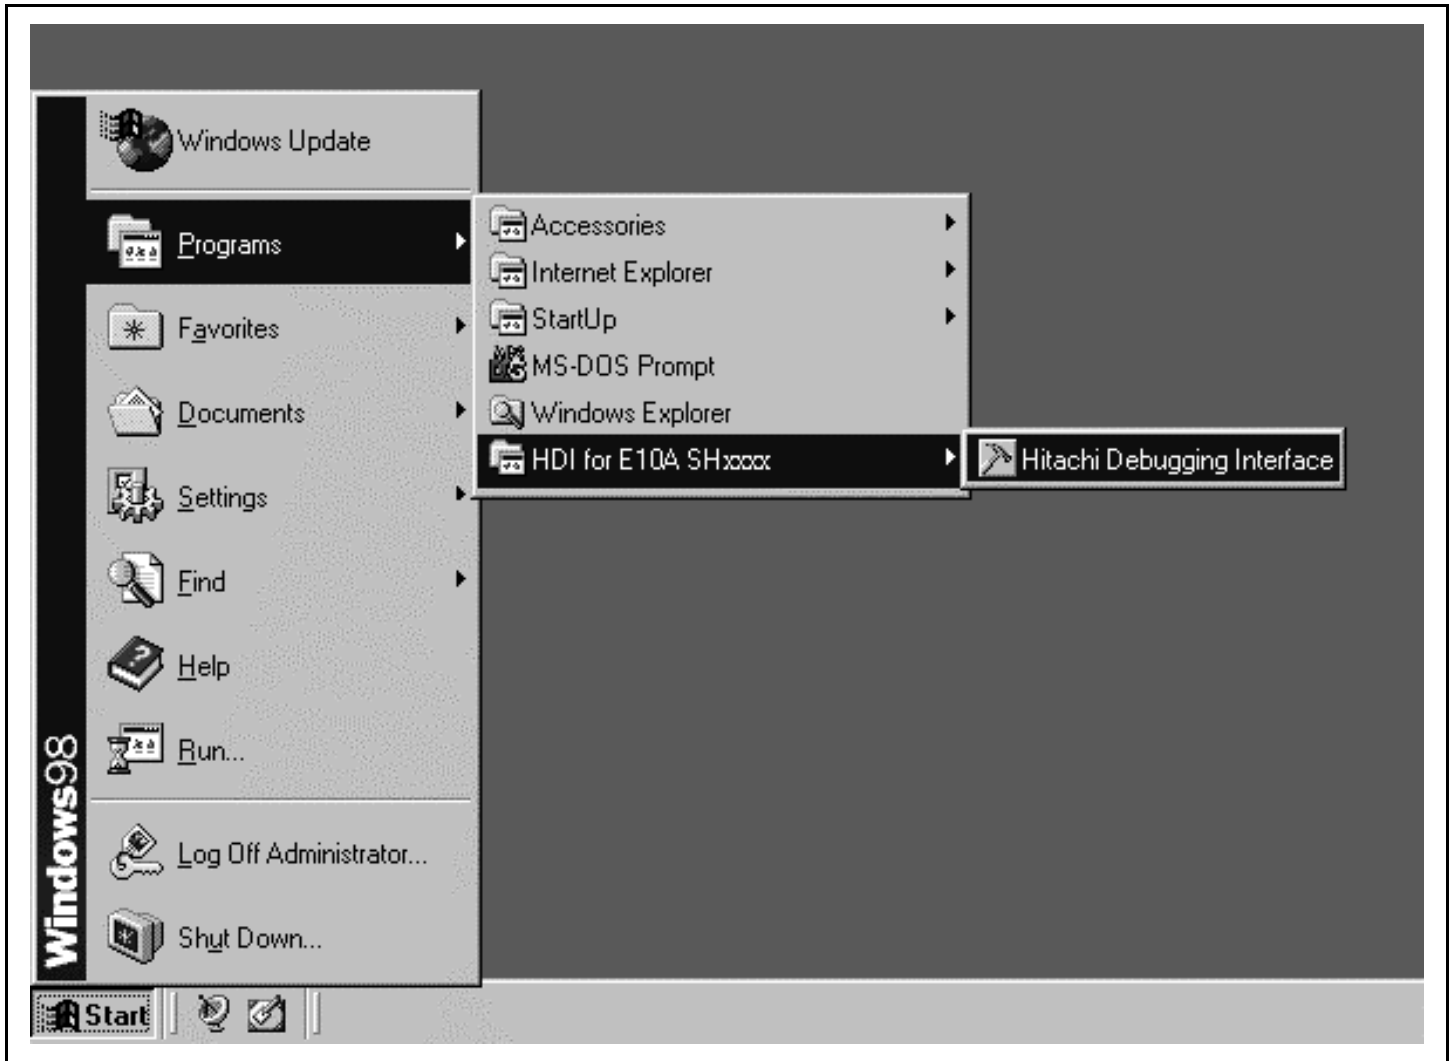 Windows Update
Programs
Favorites
Documents
Settings
Find
Help
Run...
Log Off Administrator...
Shut Down...
Windows98
Accessories
Internet Explorer
StartUp
MS-DOS Prompt
Windows Explorer
HDI for E10A SHxxxx
Hitachi Debugging Interface
Start